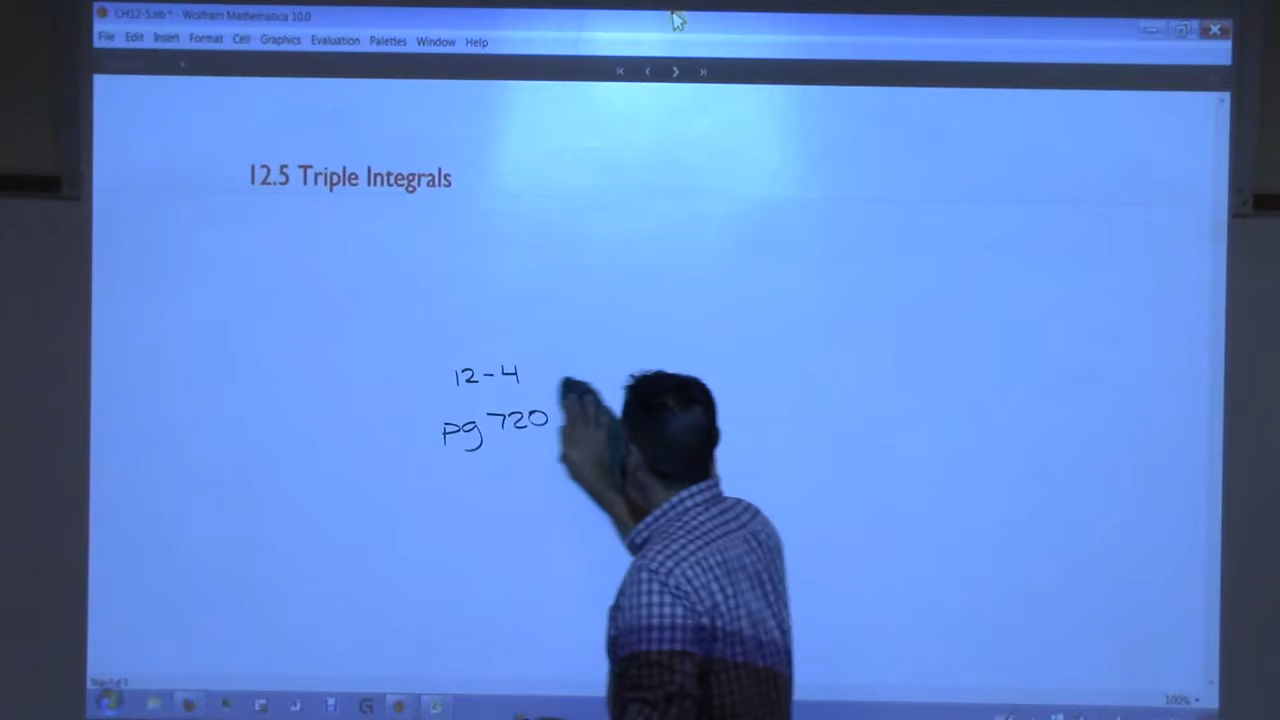 CH12-5.nb * - Wolfram Mathematica 10.0
File Edit Insert Format Cell Graphics Evaluation Palettes Window Help
12.5 Triple Integrals
12-4
pg 720
100%